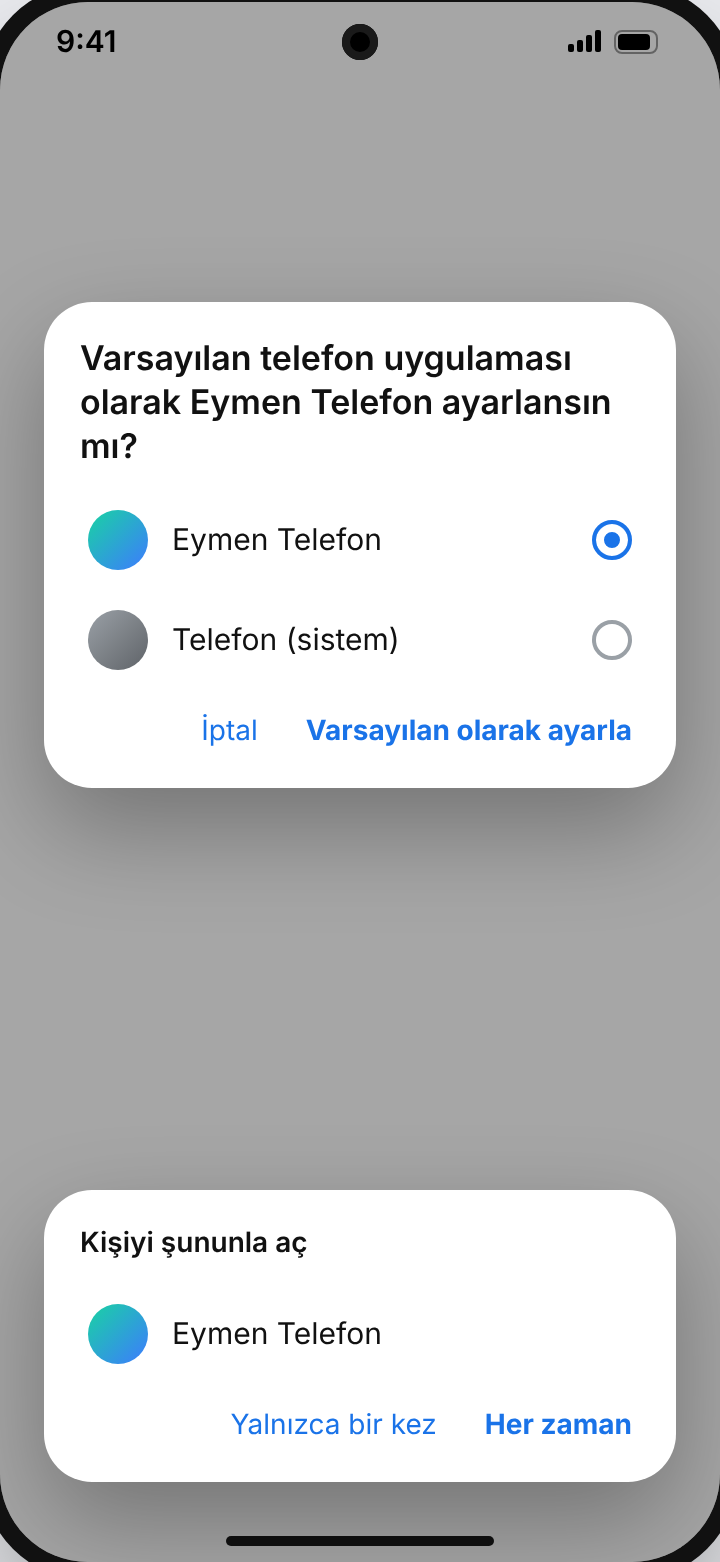 9:41
Varsayılan telefon uygulaması
olarak Eymen Telefon ayarlansın
mı?
Eymen Telefon
Telefon (sistem)
İptal
Varsayılan olarak ayarla
Kişiyi şununla aç
Eymen Telefon
Yalnızca bir kez
Her zaman